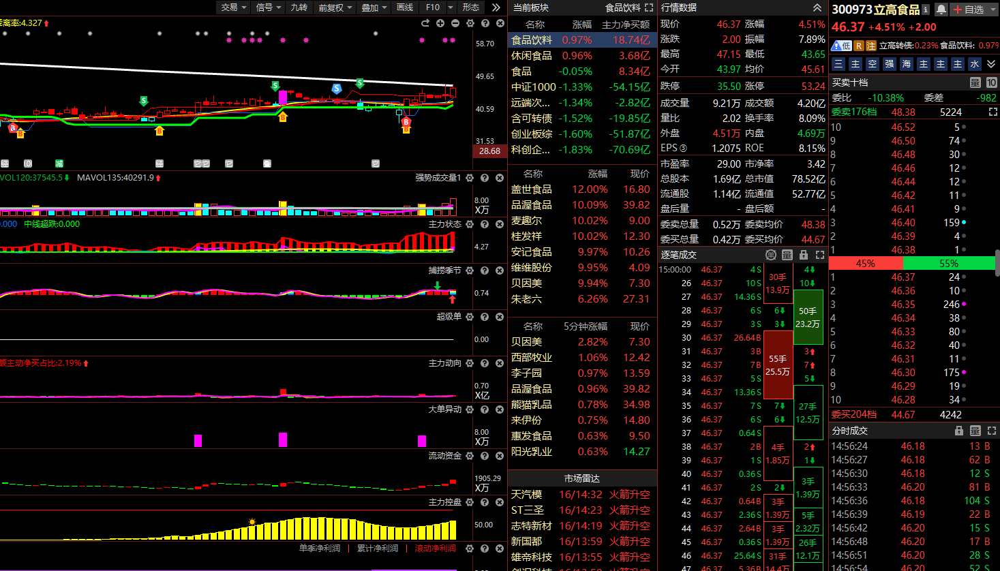 交易 信号 九转 前复权 叠加 画线 F10 形态
乖离率:4.327
58.70
49.65
40.59
31.53
28.68
VOL120:37545.5 MAVOL135:40291.9 强势成交量1
8.00
X万
0.000 中线超跌:0.000 主力状态
4.27
捕捞季节
0.74
超级单
0.00
额主动净买占比:2.19% 主力动向
0.70
X亿
大单异动
8.00
X万
流动资金
1905.29
X万
主力控盘
50.00
单季净利润 | 累计净利润 | 滚动净利润
当前板块 食品饮料
名称 涨幅 主力净买额
食品饮料 0.97% 18.74亿
休闲食品 0.96% 3.68亿
食品 -0.05% 8.34亿
中证1000 -1.33% -54.15亿
远端次... -1.34% -2.82亿
含可转债 -1.52% -19.85亿
创业板综 -1.60% -51.87亿
科创企... -1.83% -70.69亿
名称 涨幅 现价
盖世食品 12.00% 16.80
品渥食品 10.09% 39.82
麦趣尔 10.02% 9.00
桂发祥 10.02% 12.30
安记食品 9.97% 10.26
维维股份 9.95% 4.09
贝因美 9.94% 7.30
朱老六 6.26% 27.31
名称 5分钟涨幅 现价
贝因美 2.82% 7.30
西部牧业 1.06% 12.42
李子园 0.97% 13.59
品渥食品 0.96% 39.82
熊猫乳品 0.78% 34.98
来伊份 0.75% 14.80
惠发食品 0.63% 9.50
阳光乳业 0.63% 14.27
市场雷达
天汽模 16/14:32 火箭升空
ST三圣 16/14:23 火箭升空
志特新材 16/14:19 火箭升空
新国都 16/13:59 火箭升空
雄帝科技 16/13:55 火箭升空
行情数据
现价 46.37 涨幅 4.51%
涨跌 2.00 振幅 7.89%
最高 47.15 最低 43.65
今开 43.97 均价 45.61
跌停 35.50 涨停 53.24
成交量 9.21万 成交额 4.20亿
量比 2.02 换手率 8.09%
外盘 4.51万 内盘 4.69万
EPS③ 1.2075 ROE 8.15%
市盈率 29.00 市净率 3.42
总股本 1.69亿 总市值 78.52亿
流通股 1.14亿 流通值 52.77亿
盘后量 - 盘后额 -
委卖总量 0.52万 委卖均价 48.38
委买总量 0.42万 委买均价 44.67
逐笔成交 单 量
15:00:00 46.37 4 S
26 46.37 10 S
27 46.37 14.36 S
28 46.37 6 S
29 46.37 3 S
30 46.37 26.64 B
31 46.37 3 B
32 46.37 7 B
33 46.37 5 S
34 46.37 13.36 S
35 46.37 7 S
36 46.37 6 S
37 46.37 0.64 S
38 46.37 2 B
39 46.37 1 S
40 46.37 0.36 S
41 46.37 2 S
42 46.37 0.64 B
43 46.37 2.36 S
44 46.37 2.64 B
45 46.37 0.36 S
46 46.37 25.64 S
47 46.37 5.36 B
30手
13.9万
6
3
55手
25.5万
7
6
4手
1.85万
2
3手
1.39万
3手
1.39万
31手
14.4万
4
10
50手
23.2万
3
7
5
27手
12.5万
2
1
3手
1.39万
5手
2.32万
26手
12.1万
300973 立高食品 自选
46.37 +4.51% +2.00
低 R 注 立高转债:0.23% 食品饮料: 0.97%
三 主 空 强 海 主 主 主 水
买卖十档 量 10
委比 -10.38% 委差 -982
委卖176档 48.38 5224
10 46.52 5
9 46.50 74
8 46.48 30
7 46.46 12
6 46.44 12
5 46.42 11
4 46.41 9
3 46.40 159
2 46.39 4
1 46.38 1
45% 55%
1 46.37 24
2 46.36 10
3 46.35 246
4 46.34 38
5 46.33 80
6 46.32 40
7 46.31 11
8 46.30 175
9 46.29 19
10 46.28 34
委买204档 44.67 4242
分时成交 量
14:56:24 46.18 13 B
14:56:27 46.18 62 B
14:56:30 46.18 12 S
14:56:33 46.20 81 B
14:56:36 46.18 104 S
14:56:39 46.19 22 B
14:56:42 46.20 15 S
14:56:48 46.20 17 B
14:56:51 46.20 28 S
14:56:54 46.20 52 S